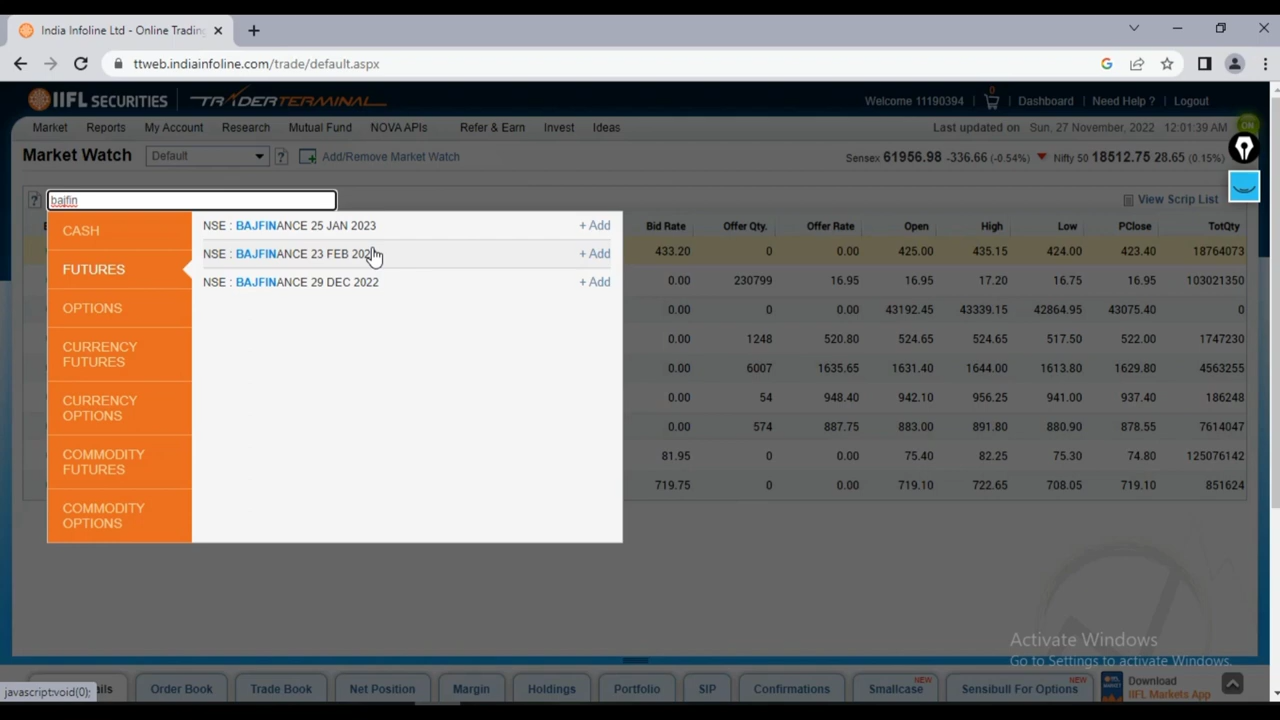 India Infoline Ltd - Online Trading
ttweb.indiainfoline.com/trade/default.aspx
IIFL SECURITIES TRADER TERMINAL
Welcome 11190394 | 0 | Dashboard | Need Help ? | Logout
Market Reports My Account Research Mutual Fund NOVA APIs Refer & Earn Invest Ideas Last updated on Sun, 27 November, 2022 12:01:39 AM ON
Market Watch Default ? Add/Remove Market Watch Sensex 61956.98 -336.66 (-0.54%) Nifty 50 18512.75 28.65 (0.15%)
? bajfin View Scrip List
CASH
FUTURES
OPTIONS
CURRENCY
FUTURES
CURRENCY
OPTIONS
COMMODITY
FUTURES
COMMODITY
OPTIONS
NSE : BAJFINANCE 25 JAN 2023 + Add
NSE : BAJFINANCE 23 FEB + Add
NSE : BAJFINANCE 29 DEC 2022 + Add
Bid Rate Offer Qty. Offer Rate Open High Low PClose TotQty
433.20 0 0.00 425.00 435.15 424.00 423.40 18764073
0.00 230799 16.95 16.95 17.20 16.75 16.95 103021350
0.00 0 0.00 43192.45 43339.15 42864.95 43075.40 0
0.00 1248 520.80 524.65 524.65 517.50 522.00 1747230
0.00 6007 1635.65 1631.40 1644.00 1613.80 1629.80 4563255
0.00 54 948.40 942.10 956.25 941.00 937.40 186248
0.00 574 887.75 883.00 891.80 880.90 878.55 7614047
81.95 0 0.00 75.40 82.25 75.30 74.80 125076142
719.75 0 0.00 719.10 722.65 708.05 719.10 851624
Activate Windows
Go to Settings to activate Windows.
javascript:void(0);
Order Book Trade Book Net Position Margin Holdings Portfolio SIP Confirmations Smallcase NEW Sensibull For Options NEW
Download
IIFL Markets App